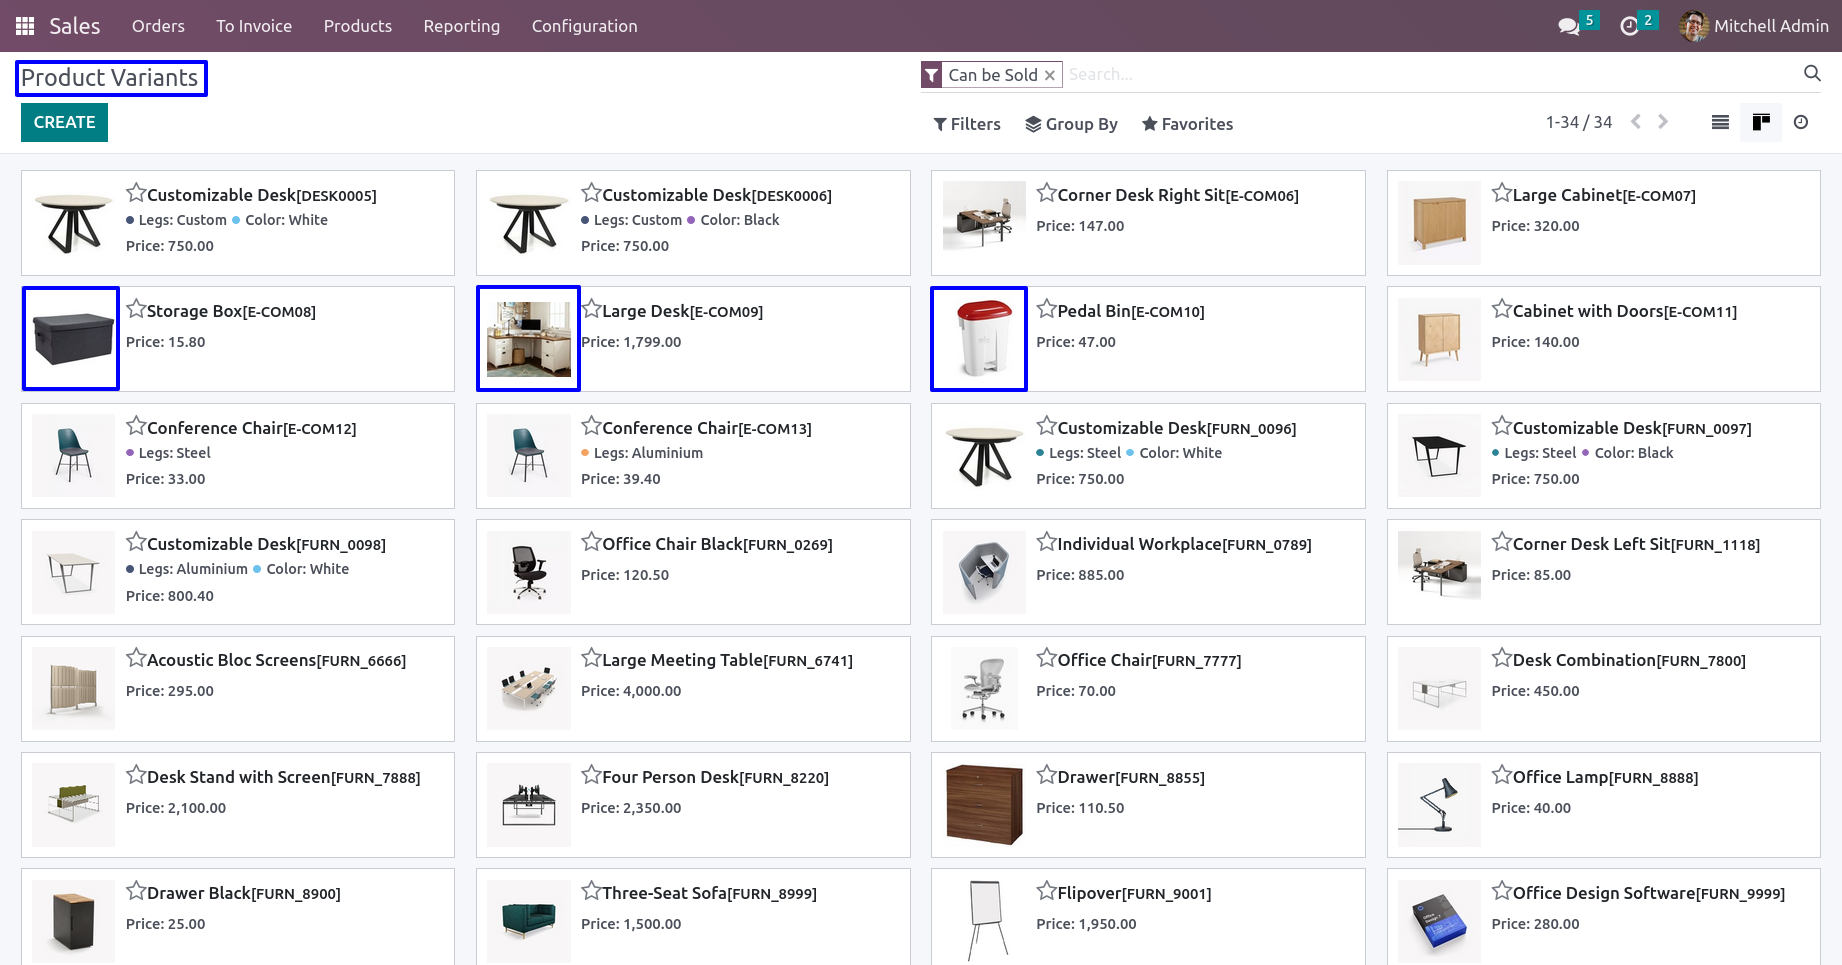 Sales Orders To Invoice Products Reporting Configuration 5 2 Mitchell Admin
Product Variants
Can be Sold × Search...
CREATE
Filters Group By Favorites 1-34 / 34
Customizable Desk[DESK0005]
Legs: Custom Color: White
Price: 750.00
Customizable Desk[DESK0006]
Legs: Custom Color: Black
Price: 750.00
Corner Desk Right Sit[E-COM06]
Price: 147.00
Large Cabinet[E-COM07]
Price: 320.00
Storage Box[E-COM08]
Price: 15.80
Large Desk[E-COM09]
Price: 1,799.00
Pedal Bin[E-COM10]
Price: 47.00
Cabinet with Doors[E-COM11]
Price: 140.00
Conference Chair[E-COM12]
Legs: Steel
Price: 33.00
Conference Chair[E-COM13]
Legs: Aluminium
Price: 39.40
Customizable Desk[FURN_0096]
Legs: Steel Color: White
Price: 750.00
Customizable Desk[FURN_0097]
Legs: Steel Color: Black
Price: 750.00
Customizable Desk[FURN_0098]
Legs: Aluminium Color: White
Price: 800.40
Office Chair Black[FURN_0269]
Price: 120.50
Individual Workplace[FURN_0789]
Price: 885.00
Corner Desk Left Sit[FURN_1118]
Price: 85.00
Acoustic Bloc Screens[FURN_6666]
Price: 295.00
Large Meeting Table[FURN_6741]
Price: 4,000.00
Office Chair[FURN_7777]
Price: 70.00
Desk Combination[FURN_7800]
Price: 450.00
Desk Stand with Screen[FURN_7888]
Price: 2,100.00
Four Person Desk[FURN_8220]
Price: 2,350.00
Drawer[FURN_8855]
Price: 110.50
Office Lamp[FURN_8888]
Price: 40.00
Drawer Black[FURN_8900]
Price: 25.00
Three-Seat Sofa[FURN_8999]
Price: 1,500.00
Flipover[FURN_9001]
Price: 1,950.00
Office Design Software[FURN_9999]
Price: 280.00